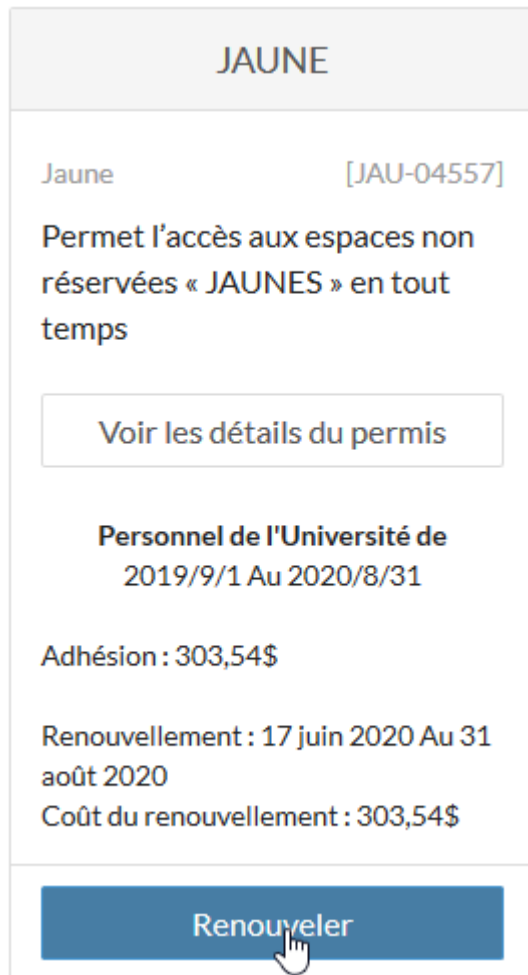 JAUNE
Jaune [JAU-04557]
Permet l'accès aux espaces non
réservées « JAUNES » en tout
temps
Voir les détails du permis
Personnel de l'Université de
2019/9/1 Au 2020/8/31
Adhésion : 303,54$
Renouvellement : 17 juin 2020 Au 31
août 2020
Coût du renouvellement : 303,54$
Renouveler